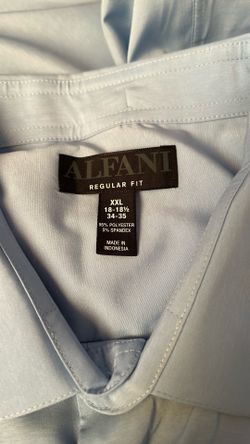 ALFANI
REGULAR FIT
XXL
18-18½
34-35
95% POLYESTER
5% SPANDEX
MADE IN
INDONESIA